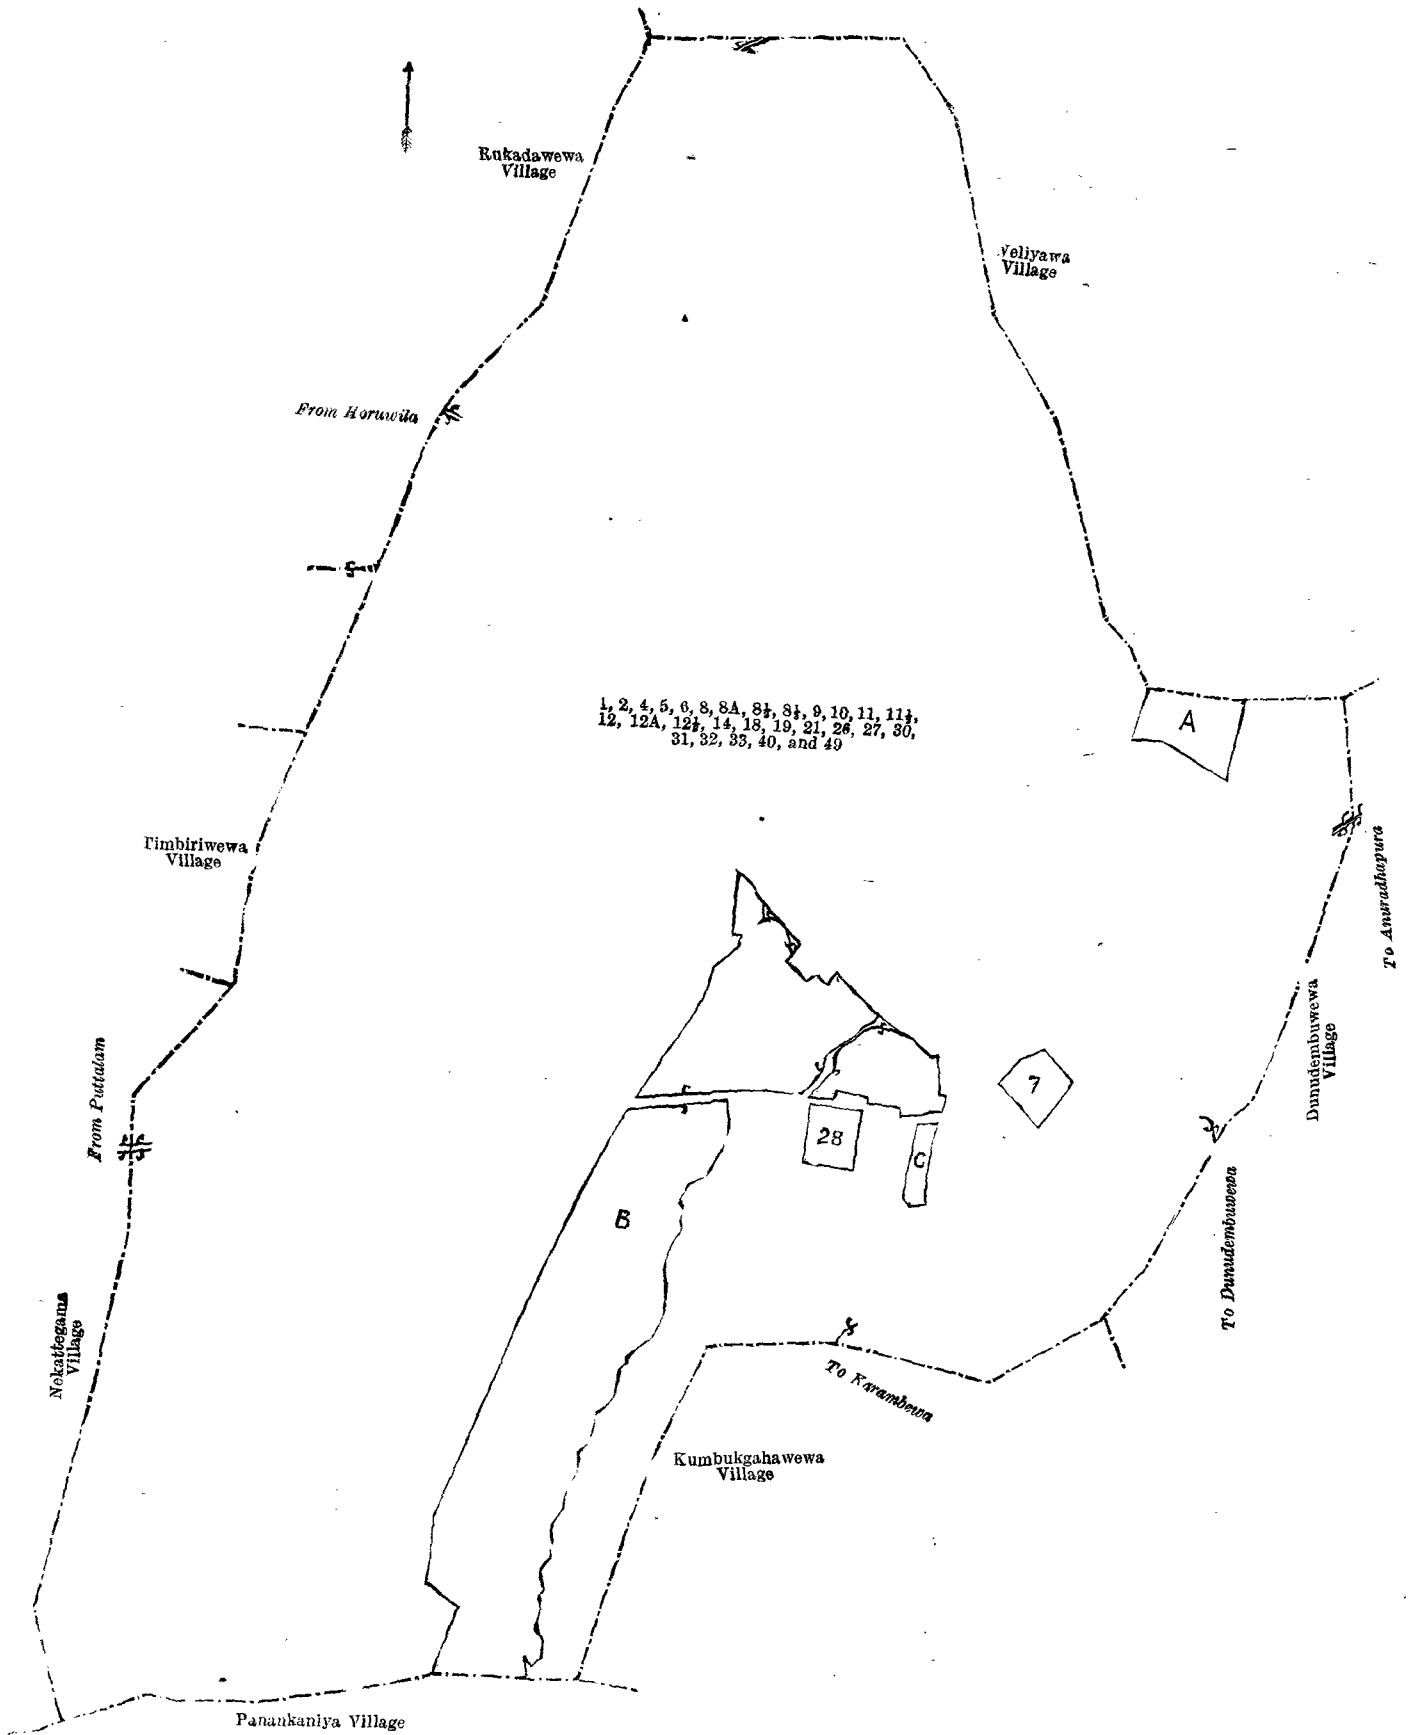 Rukadawewa
Village
Veliyawa
Village
From Horuwila
1, 2, 4, 5, 6, 8, 8A, 8½, 8⅓, 9, 10, 11, 11½,
12, 12A, 12½, 14, 18, 19, 21, 26, 27, 30,
31, 32, 33, 40, and 49
A
Timbiriwewa
Village
To Anuradhapura
Dunudembuwewa
Village
From Puttalam
7
28
C
B
To Dunudembuwewa
Nekattegama
Village
To Karambewa
Kumbukgahawewa
Village
Panankaniya Village